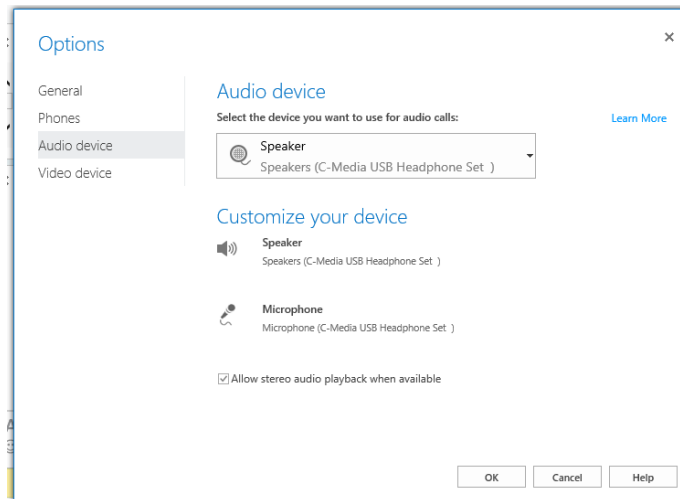 Options
General
Phones
Audio device
Video device
Audio device
Select the device you want to use for audio calls:
Learn More
Speaker
Speakers (C-Media USB Headphone Set )
Customize your device
Speaker
Speakers (C-Media USB Headphone Set )
Microphone
Microphone (C-Media USB Headphone Set )
Allow stereo audio playback when available
OK
Cancel
Help